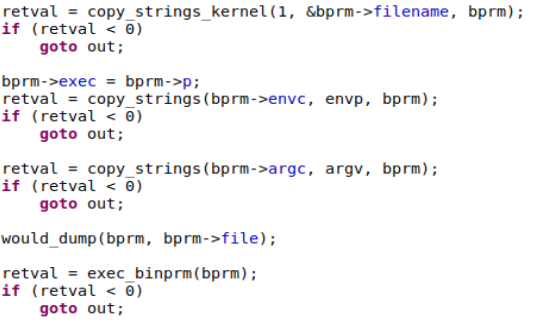 retval = copy_strings_kernel(1, &bprm->filename, bprm);
if (retval < 0)
    goto out;

bprm->exec = bprm->p;
retval = copy_strings(bprm->envc, envp, bprm);
if (retval < 0)
    goto out;

retval = copy_strings(bprm->argc, argv, bprm);
if (retval < 0)
    goto out;

would_dump(bprm, bprm->file);

retval = exec_binprm(bprm);
if (retval < 0)
    goto out;